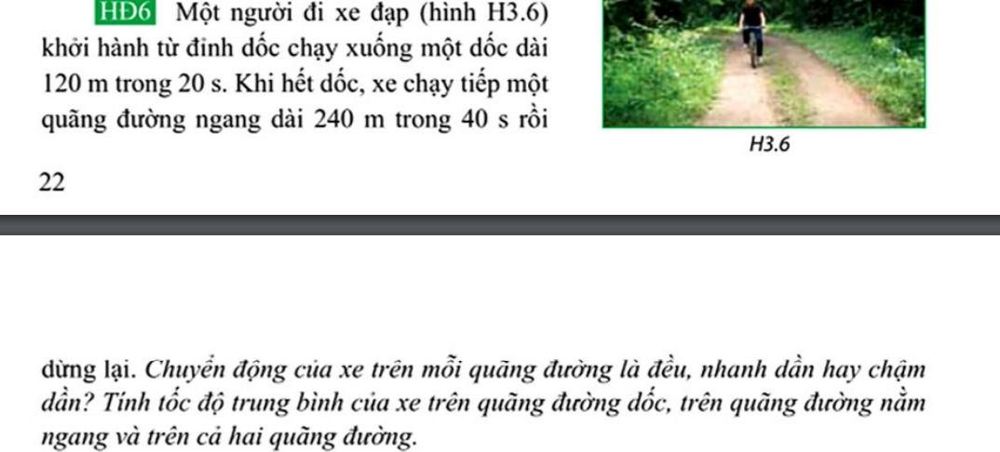 HĐ6 Một người đi xe đạp (hình H3.6)
khởi hành từ đỉnh dốc chạy xuống một dốc dài
120 m trong 20 s. Khi hết dốc, xe chạy tiếp một
quãng đường ngang dài 240 m trong 40 s rồi
H3.6
22
dừng lại. Chuyển động của xe trên mỗi quãng đường là đều, nhanh dần hay chậm
dần? Tính tốc độ trung bình của xe trên quãng đường dốc, trên quãng đường nằm
ngang và trên cả hai quãng đường.